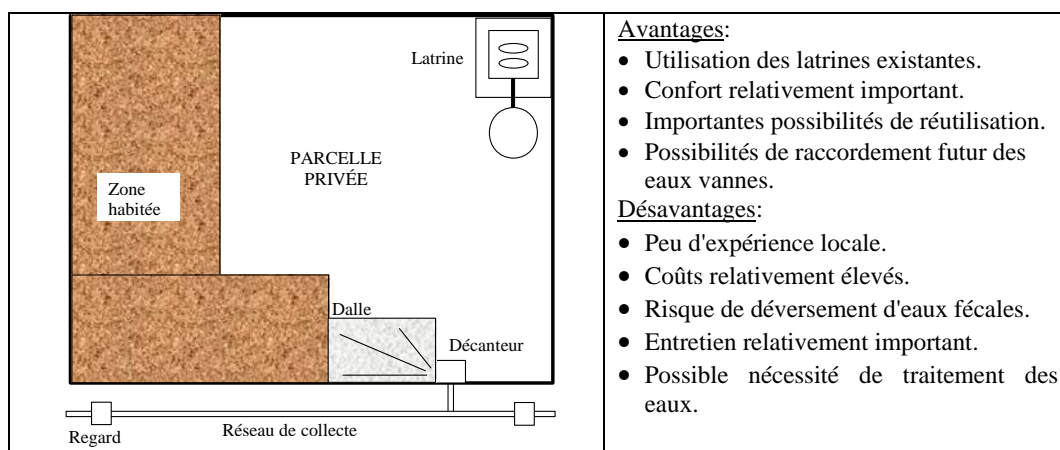 Latrine
PARCELLE
PRIVÉE
Zone
habitée
Dalle
Décanteur
Regard
Réseau de collecte
Avantages:
• Utilisation des latrines existantes.
• Confort relativement important.
• Importantes possibilités de réutilisation.
• Possibilités de raccordement futur des
eaux vannes.
Désavantages:
• Peu d'expérience locale.
• Coûts relativement élevés.
• Risque de déversement d'eaux fécales.
• Entretien relativement important.
• Possible nécessité de traitement des
eaux.